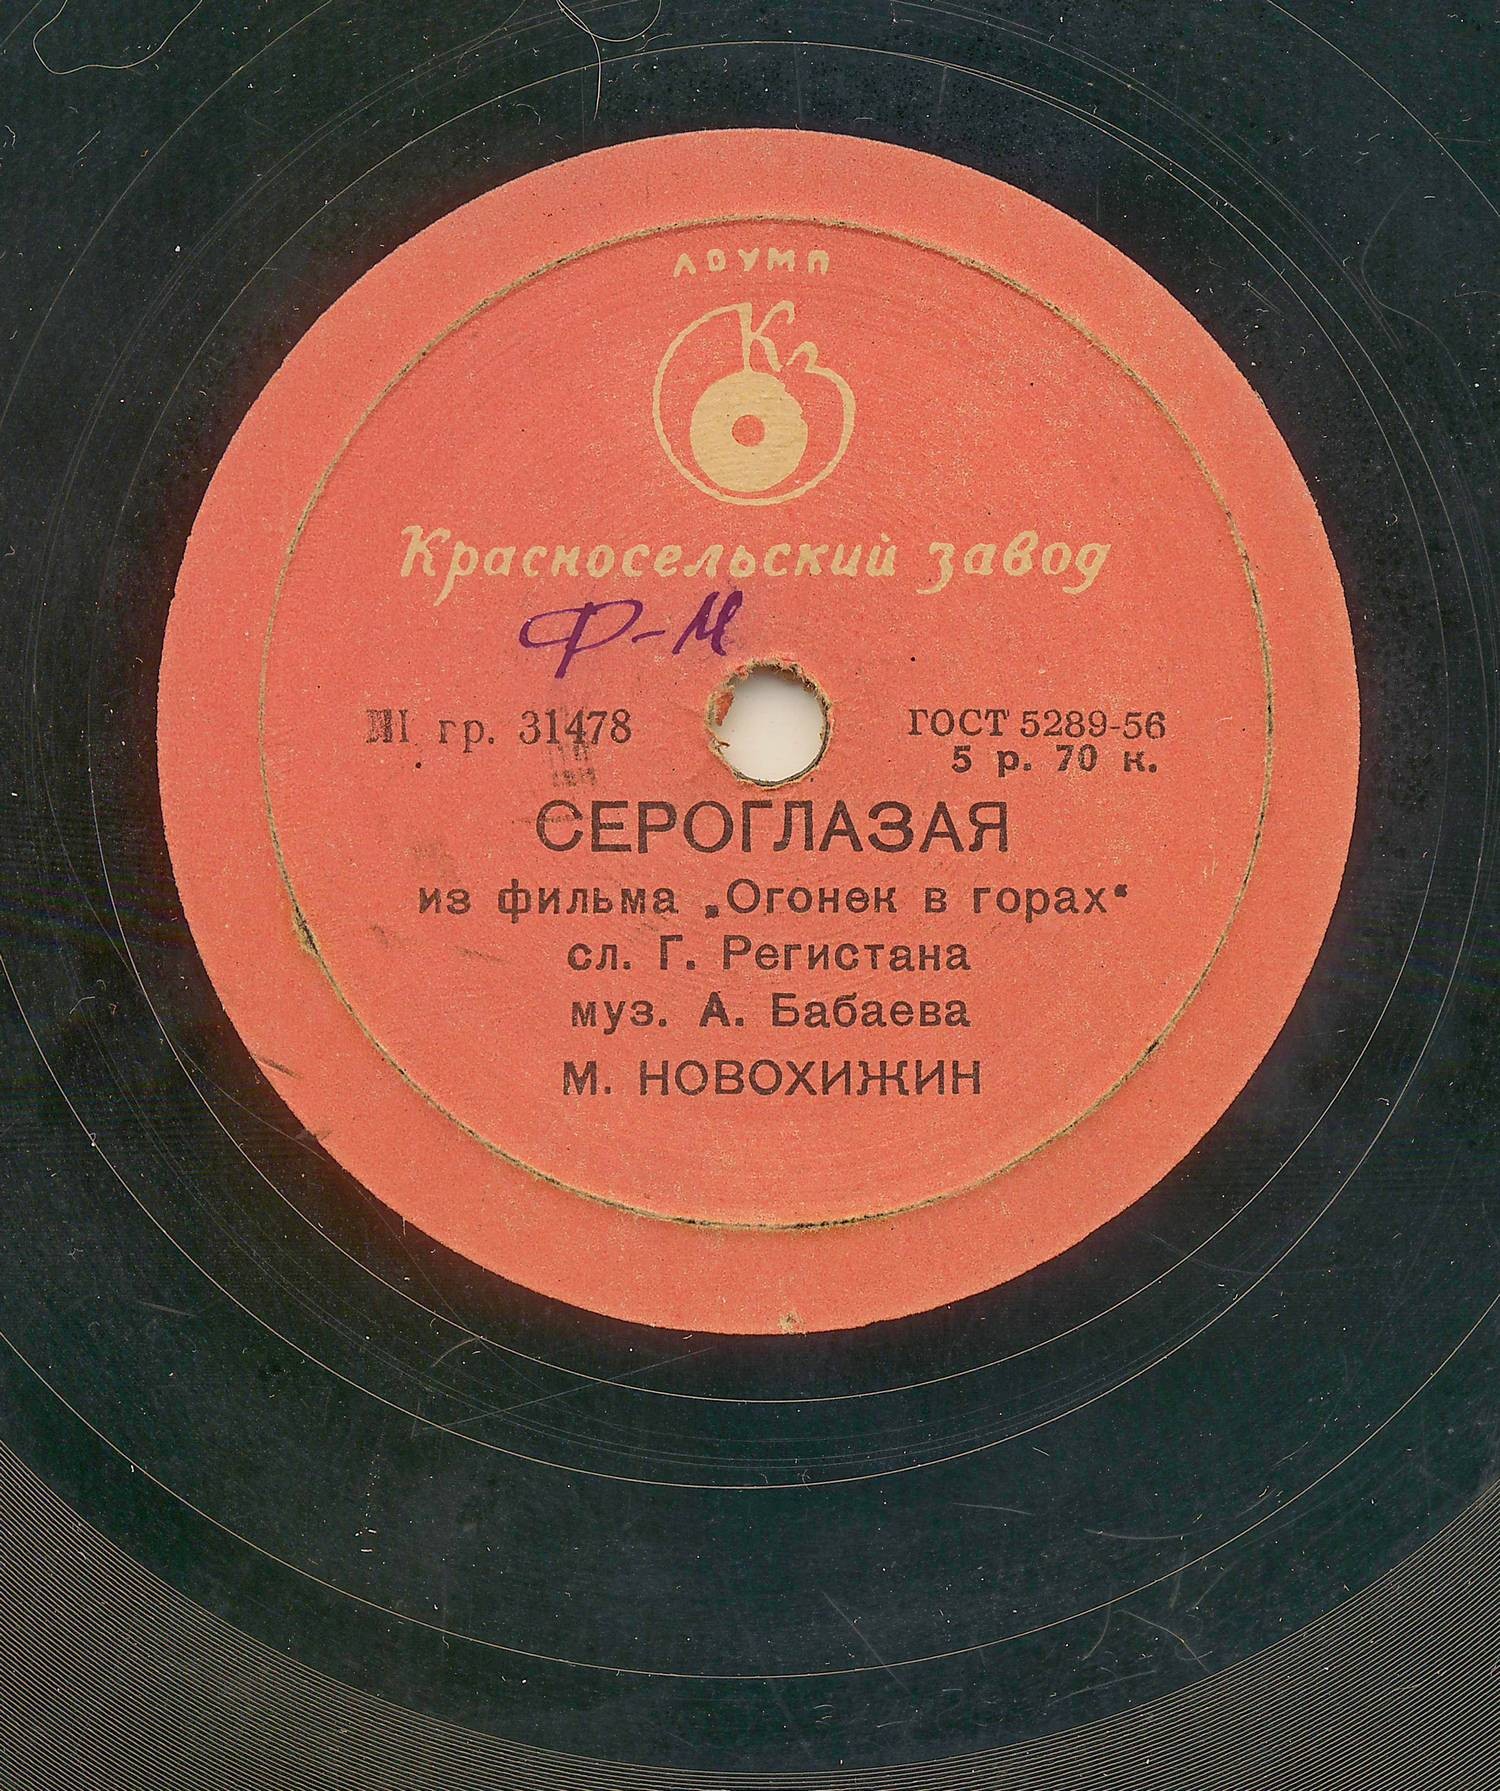 ЛОУМП
Кз
Красносельский завод
Ф-М
III гр. 31478
ГОСТ 5289-56
5 р. 70 к.
СЕРОГЛАЗАЯ
из фильма „Огонек в горах“
сл. Г. Регистана
муз. А. Бабаева
М. НОВОХИЖИН